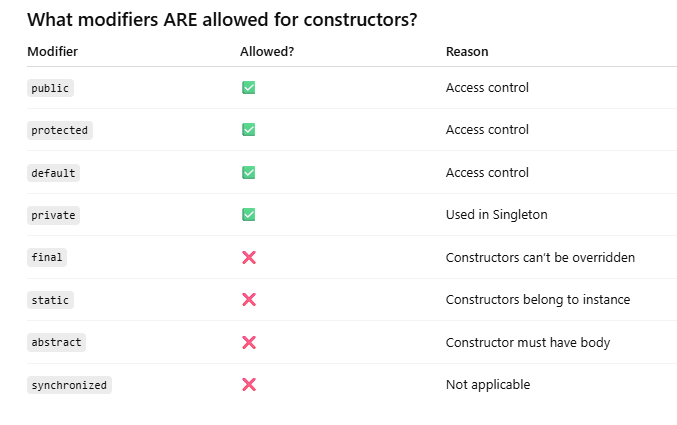 What modifiers ARE allowed for constructors?
Modifier Allowed? Reason
public ✅ Access control
protected ✅ Access control
default ✅ Access control
private ✅ Used in Singleton
final ❌ Constructors can't be overridden
static ❌ Constructors belong to instance
abstract ❌ Constructor must have body
synchronized ❌ Not applicable